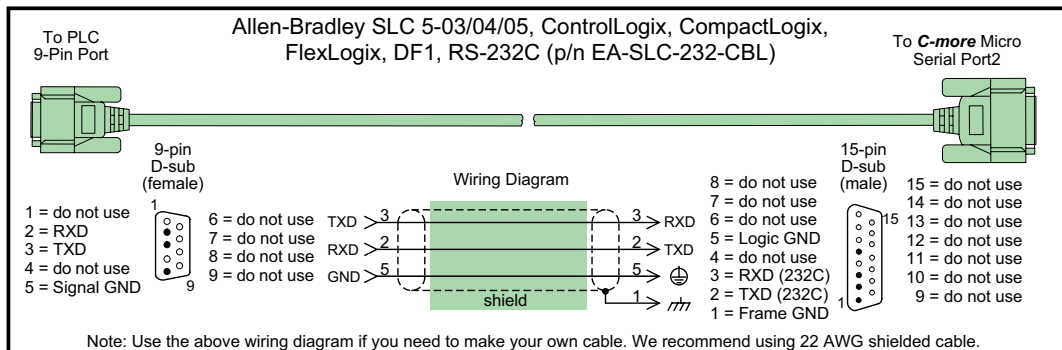 Allen-Bradley SLC 5-03/04/05, ControlLogix, CompactLogix,
FlexLogix, DF1, RS-232C (p/n EA-SLC-232-CBL)
To PLC
9-Pin Port
To C-more Micro
Serial Port2
9-pin
D-sub
(female)
1
9
1 = do not use
2 = RXD
3 = TXD
4 = do not use
5 = Signal GND
6 = do not use
7 = do not use
8 = do not use
9 = do not use
Wiring Diagram
TXD 3 3 RXD
RXD 2 2 TXD
GND 5 5
1
shield
15-pin
D-sub
(male)
15
1
8 = do not use
7 = do not use
6 = do not use
5 = Logic GND
4 = do not use
3 = RXD (232C)
2 = TXD (232C)
1 = Frame GND
15 = do not use
14 = do not use
13 = do not use
12 = do not use
11 = do not use
10 = do not use
9 = do not use
Note: Use the above wiring diagram if you need to make your own cable. We recommend using 22 AWG shielded cable.